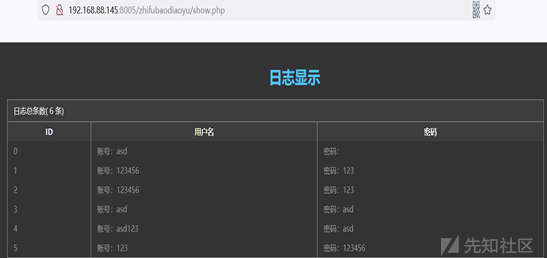 192.168.88.145:8005/zhifubaodiaoyu/show.php
日志显示
日志总条数( 6 条)
ID 用户名 密码
0 账号：asd 密码：
1 账号：123456 密码：123
2 账号：123456 密码：123
3 账号：asd 密码：asd
4 账号：asd123 密码：asd
5 账号：123 密码：123456
先知社区